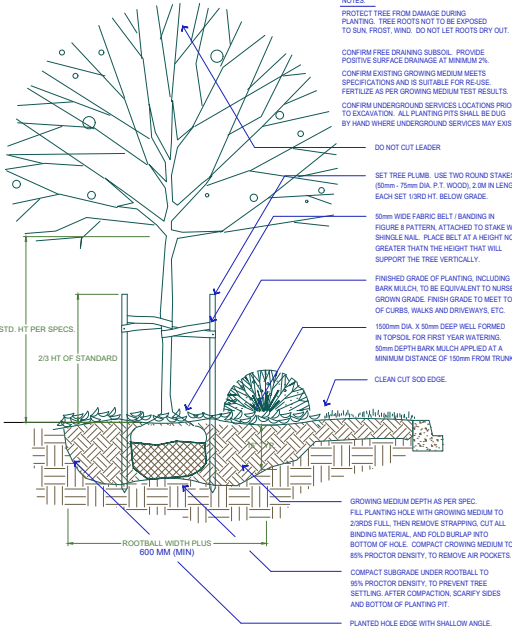 NOTES:
PROTECT TREE FROM DAMAGE DURING
PLANTING. TREE ROOTS NOT TO BE EXPOSED
TO SUN, FROST, WIND. DO NOT LET ROOTS DRY OUT.
CONFIRM FREE DRAINING SUBSOIL. PROVIDE
POSITIVE SURFACE DRAINAGE AT MINIMUM 2%.
CONFIRM EXISTING GROWING MEDIUM MEETS
SPECIFICATIONS AND IS SUITABLE FOR RE-USE.
FERTILIZE AS PER GROWING MEDIUM TEST RESULTS.
CONFIRM UNDERGROUND SERVICES LOCATIONS PRIO
TO EXCAVATION. ALL PLANTING PITS SHALL BE DUG
BY HAND WHERE UNDERGROUND SERVICES MAY EXIS
DO NOT CUT LEADER
SET TREE PLUMB. USE TWO ROUND STAKES
(50mm - 75mm DIA. P.T. WOOD), 2.0M IN LENG
EACH SET 1/3RD HT. BELOW GRADE.
50mm WIDE FABRIC BELT / BANDING IN
FIGURE 8 PATTERN, ATTACHED TO STAKE W
SHINGLE NAIL. PLACE BELT AT A HEIGHT NO
GREATER THATN THE HEIGHT THAT WILL
SUPPORT THE TREE VERTICALLY.
FINISHED GRADE OF PLANTING, INCLUDING
BARK MULCH, TO BE EQUIVALENT TO NURSE
GROWN GRADE. FINISH GRADE TO MEET TO
OF CURBS, WALKS AND DRIVEWAYS, ETC.
1500mm DIA. X 50mm DEEP WELL FORMED
IN TOPSOIL FOR FIRST YEAR WATERING.
50mm DEPTH BARK MULCH APPLIED AT A
MINIMUM DISTANCE OF 150mm FROM TRUNK
CLEAN CUT SOD EDGE.
STD. HT PER SPECS.
2/3 HT OF STANDARD
GROWING MEDIUM DEPTH AS PER SPEC.
FILL PLANTING HOLE WITH GROWING MEDIUM TO
2/3RDS FULL, THEN REMOVE STRAPPING, CUT ALL
BINDING MATERIAL, AND FOLD BURLAP INTO
BOTTOM OF HOLE. COMPACT CROWING MEDIUM TO
85% PROCTOR DENSITY, TO REMOVE AIR POCKETS.
ROOTBALL WIDTH PLUS
600 MM (MIN)
COMPACT SUBGRADE UNDER ROOTBALL TO
95% PROCTOR DENSITY, TO PREVENT TREE
SETTLING. AFTER COMPACTION, SCARIFY SIDES
AND BOTTOM OF PLANTING PIT.
PLANTED HOLE EDGE WITH SHALLOW ANGLE.